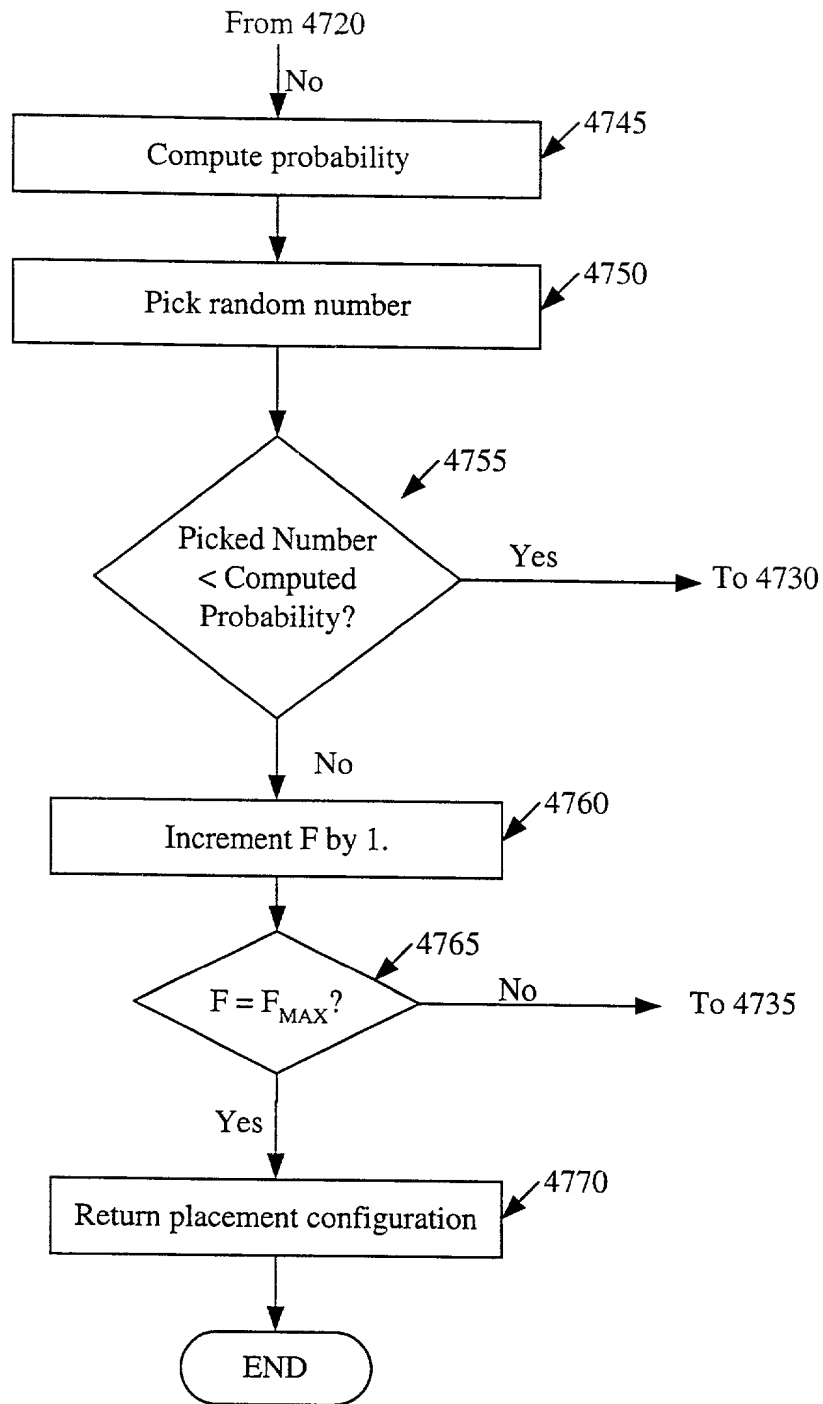 From 4720
No
4745
Compute probability
4750
Pick random number
4755
Picked Number
< Computed
Probability?
Yes
To 4730
No
4760
Increment F by 1.
4765
F = FMAX?
No
To 4735
Yes
4770
Return placement configuration
END